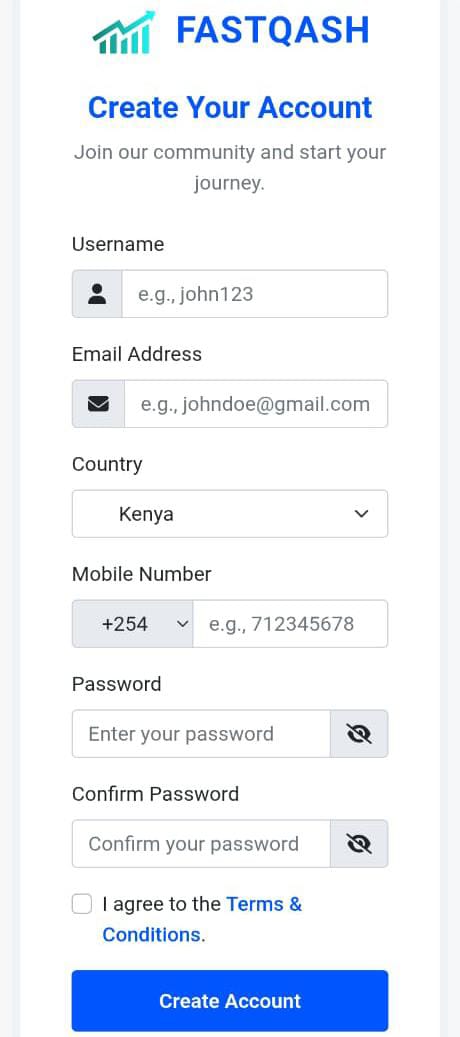 FASTQASH
Create Your Account
Join our community and start your
journey.
Username
e.g., john123
Email Address
e.g., johndoe@gmail.com
Country
Kenya
Mobile Number
+254 e.g., 712345678
Password
Enter your password
Confirm Password
Confirm your password
I agree to the Terms &
Conditions.
Create Account